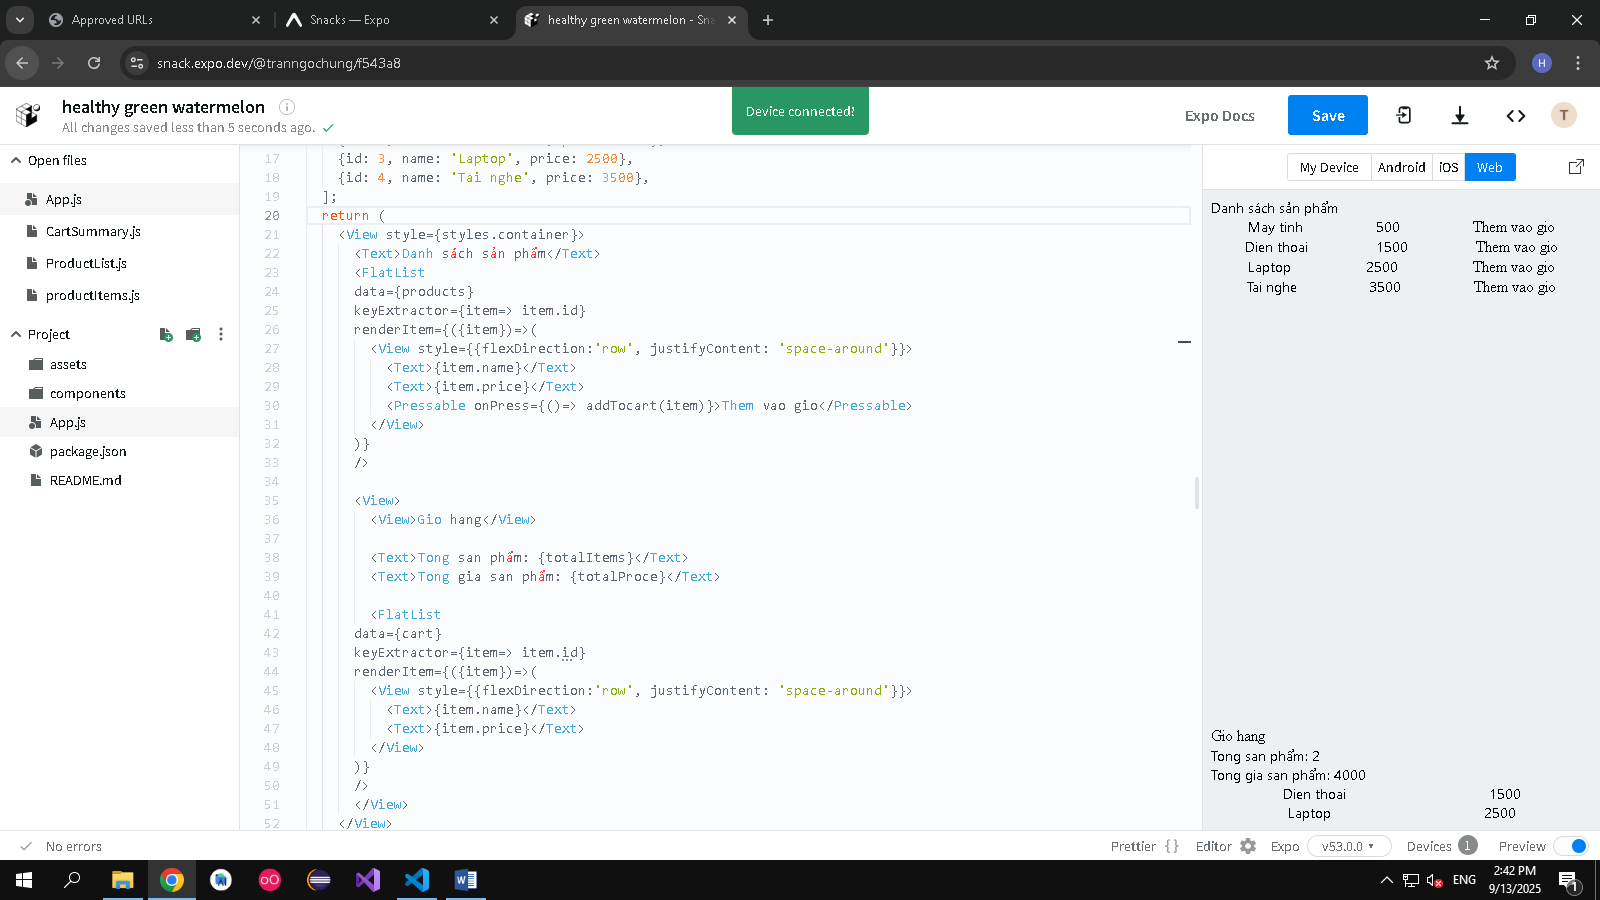 Approved URLs
Snacks — Expo
healthy green watermelon - Sna
snack.expo.dev/@tranngochung/f543a8
H
healthy green watermelon
All changes saved less than 5 seconds ago.
Device connected!
Expo Docs
Save
T
Open files
App.js
CartSummary.js
ProductList.js
productItems.js
Project
assets
components
App.js
package.json
README.md
17 {id: 3, name: 'Laptop', price: 2500},
18 {id: 4, name: 'Tai nghe', price: 3500},
19 ];
20 return (
21 <View style={styles.container}>
22 <Text>Danh sách sản phẩm</Text>
23 <FlatList
24 data={products}
25 keyExtractor={item=> item.id}
26 renderItem={({item})=>(
27 <View style={{flexDirection:'row', justifyContent: 'space-around'}}>
28 <Text>{item.name}</Text>
29 <Text>{item.price}</Text>
30 <Pressable onPress={()=> addTocart(item)}>Them vao gio</Pressable>
31 </View>
32 )}
33 />
34
35 <View>
36 <View>Gio hang</View>
37
38 <Text>Tong san phẩm: {totalItems}</Text>
39 <Text>Tong gia san phẩm: {totalProce}</Text>
40
41 <FlatList
42 data={cart}
43 keyExtractor={item=> item.id}
44 renderItem={({item})=>(
45 <View style={{flexDirection:'row', justifyContent: 'space-around'}}>
46 <Text>{item.name}</Text>
47 <Text>{item.price}</Text>
48 </View>
49 )}
50 />
51 </View>
52 </View>
My Device Android iOS Web
Danh sách sản phẩm
May tinh 500 Them vao gio
Dien thoai 1500 Them vao gio
Laptop 2500 Them vao gio
Tai nghe 3500 Them vao gio
Gio hang
Tong san phẩm: 2
Tong gia san phẩm: 4000
Dien thoai 1500
Laptop 2500
No errors
Prettier { } Editor Expo v53.0.0 Devices 1 Preview
ENG
2:42 PM
9/13/2025
1